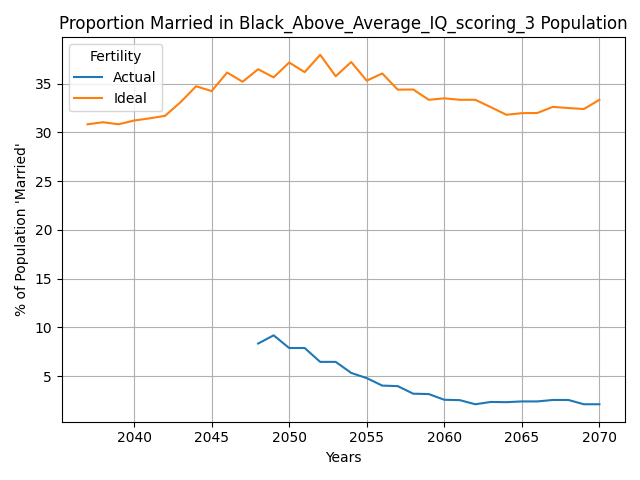 Proportion Married in Black_Above_Average_IQ_scoring_3 Population
Fertility
Actual
Ideal
% of Population 'Married'
35
30
25
20
15
10
5
2040 2045 2050 2055 2060 2065 2070
Years